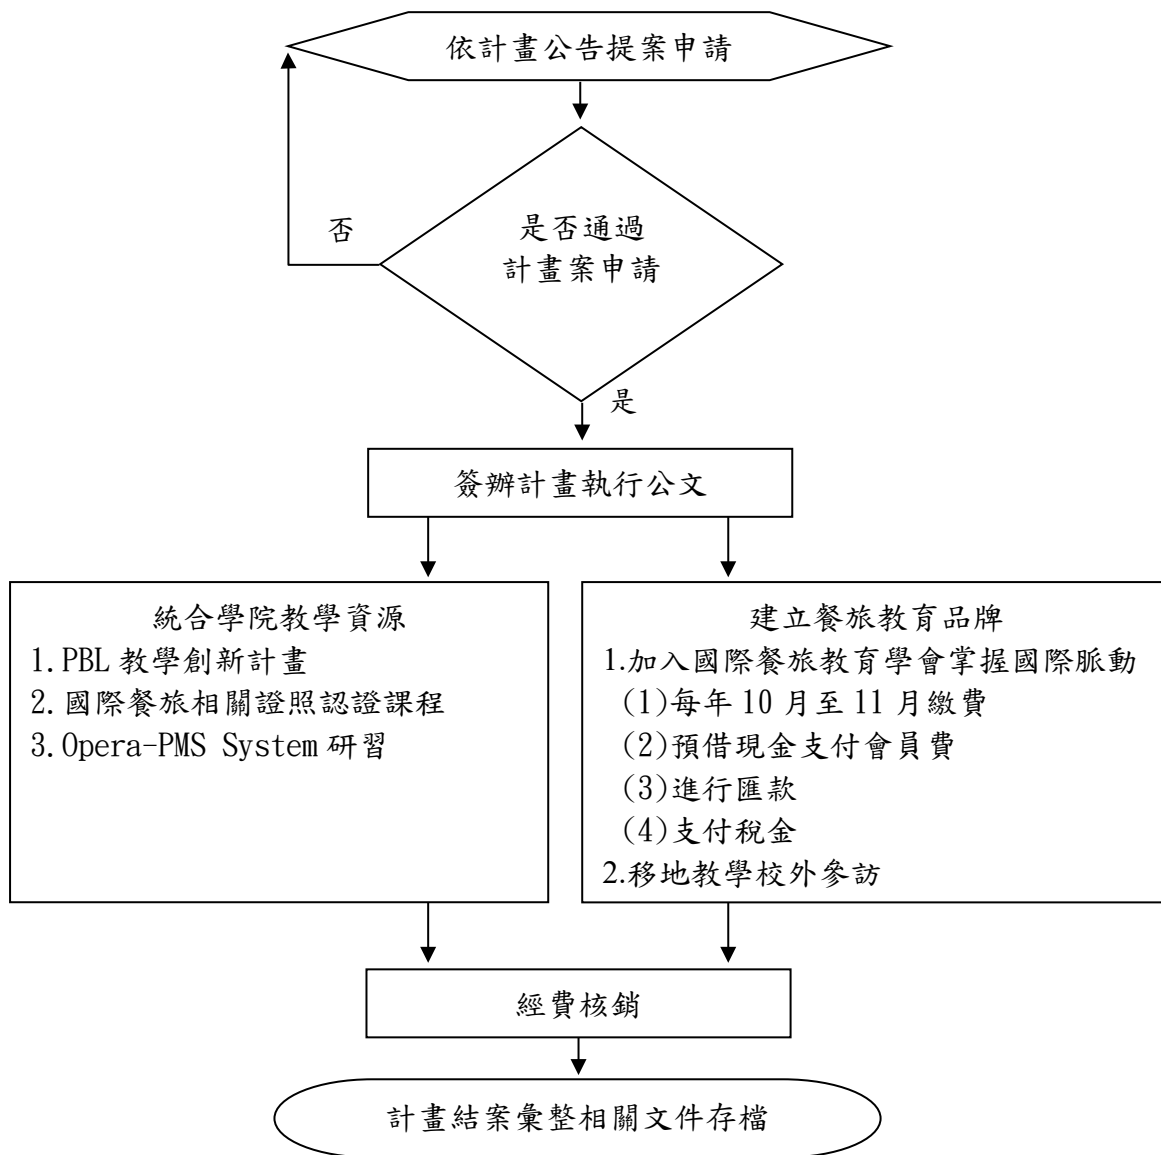 依計畫公告提案申請
否
是否通過
計畫案申請
是
簽辦計畫執行公文
統合學院教學資源
1.PBL 教學創新計畫
2.國際餐旅相關證照認證課程
3.Opera-PMS System 研習
建立餐旅教育品牌
1.加入國際餐旅教育學會掌握國際脈動
(1)每年 10 月至 11 月繳費
(2)預借現金支付會員費
(3)進行匯款
(4)支付稅金
2.移地教學校外參訪
經費核銷
計畫結案彙整相關文件存檔